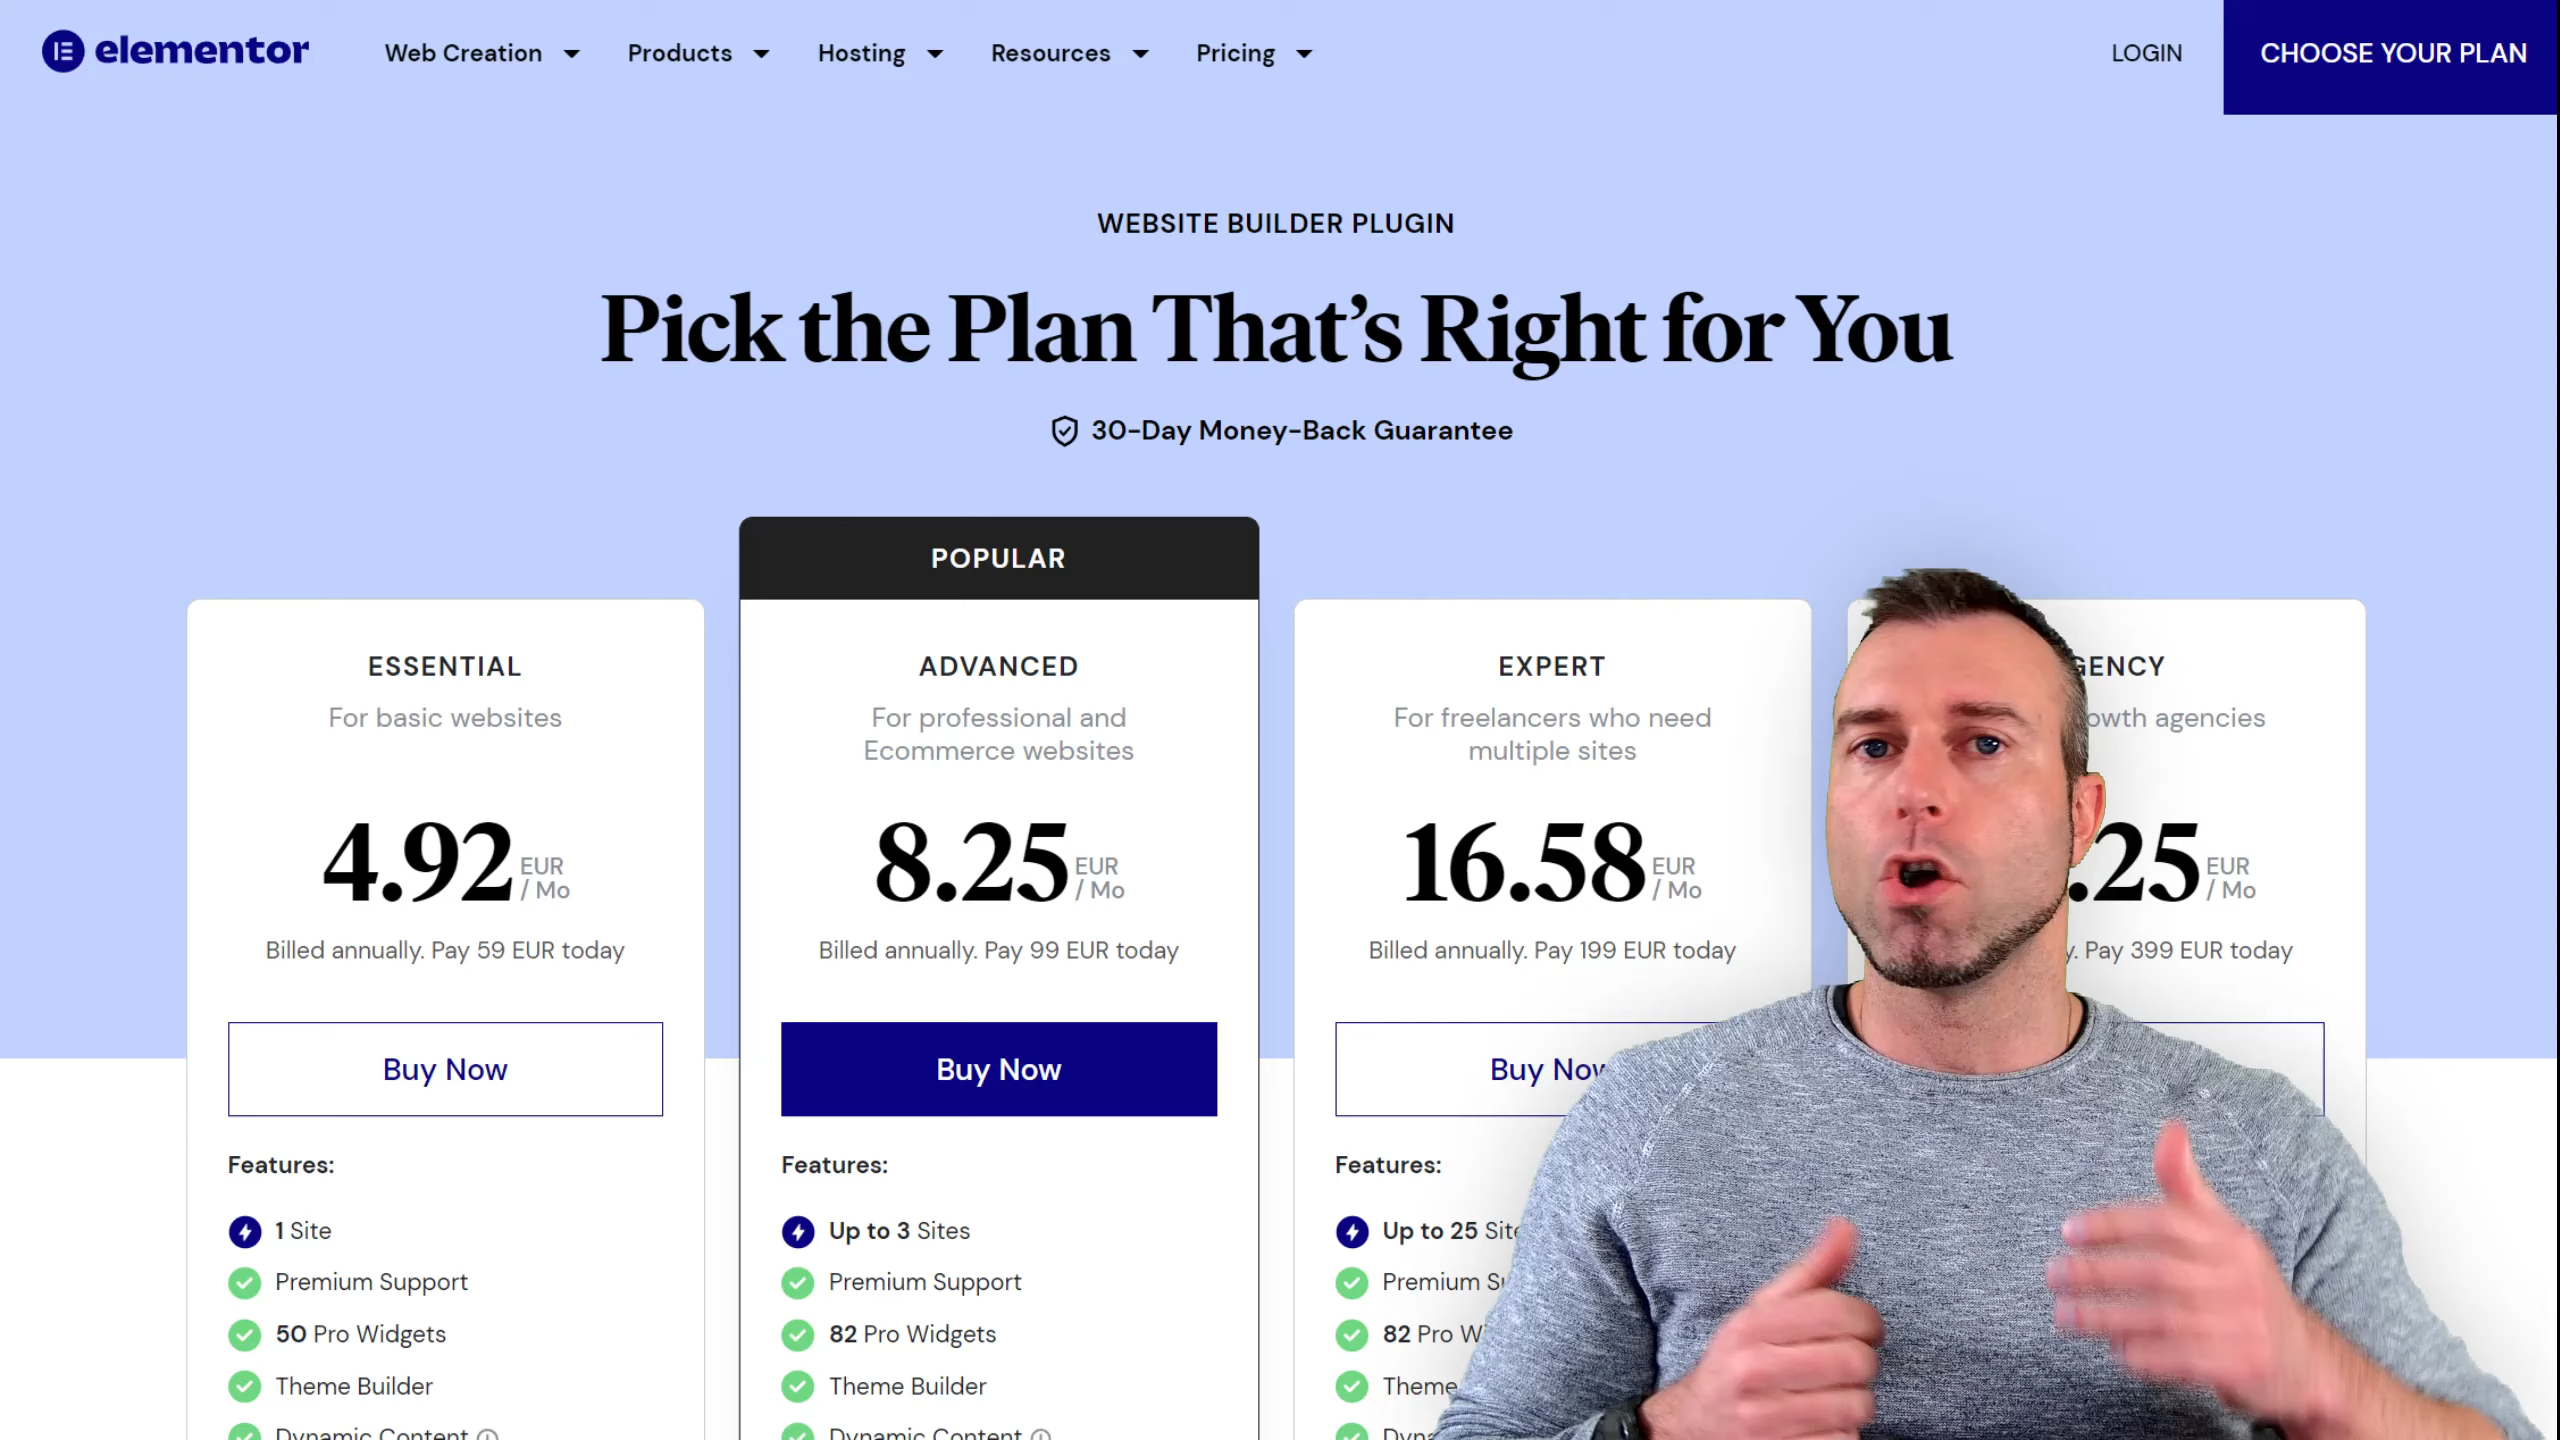 elementor
Web Creation
Products
Hosting
Resources
Pricing
LOGIN
CHOOSE YOUR PLAN
WEBSITE BUILDER PLUGIN
Pick the Plan That's Right for You
30-Day Money-Back Guarantee
POPULAR
ESSENTIAL
For basic websites
4.92 EUR / Mo
Billed annually. Pay 59 EUR today
Buy Now
Features:
1 Site
Premium Support
50 Pro Widgets
Theme Builder
Dynamic Content
ADVANCED
For professional and
Ecommerce websites
8.25 EUR / Mo
Billed annually. Pay 99 EUR today
Buy Now
Features:
Up to 3 Sites
Premium Support
82 Pro Widgets
Theme Builder
Dynamic Content
EXPERT
For freelancers who need
multiple sites
16.58 EUR / Mo
Billed annually. Pay 199 EUR today
Buy Now
Features:
Up to 25
Premium
82 Pro
Theme
agencies
.25 EUR / Mo
Pay 399 EUR today